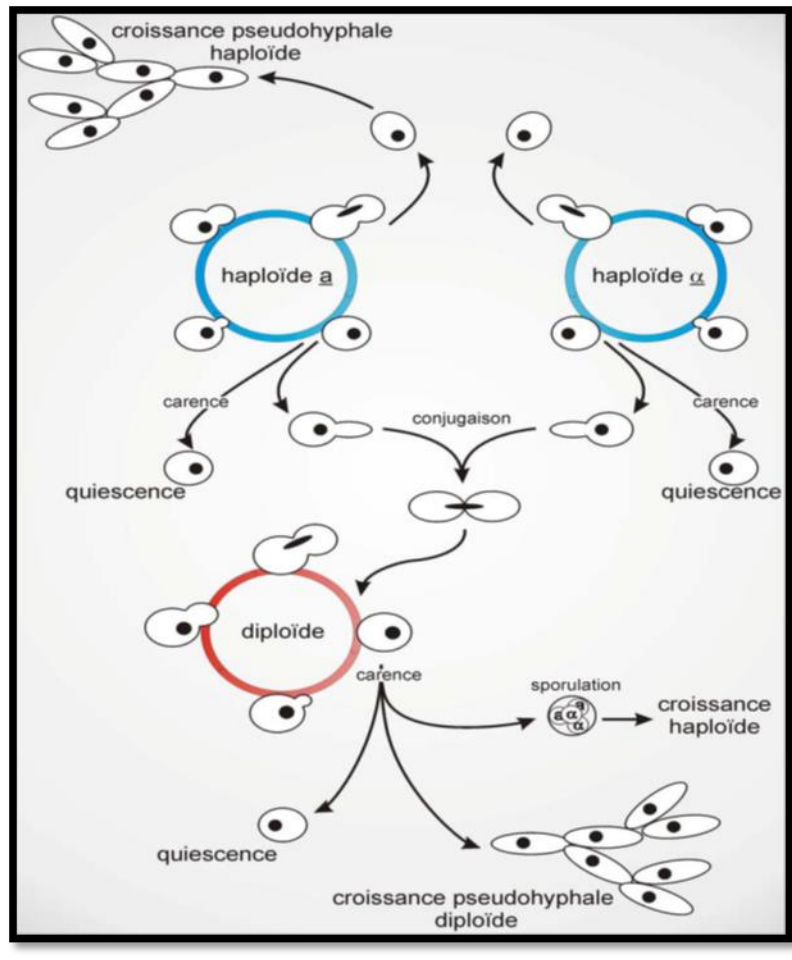 croissance pseudohyphale
haploïde
haploïde a
haploïde α
carence
conjugaison
carence
quiescence
quiescence
diploïde
carence
sporulation
a
a α
α
croissance
haploïde
quiescence
croissance pseudohyphale
diploïde